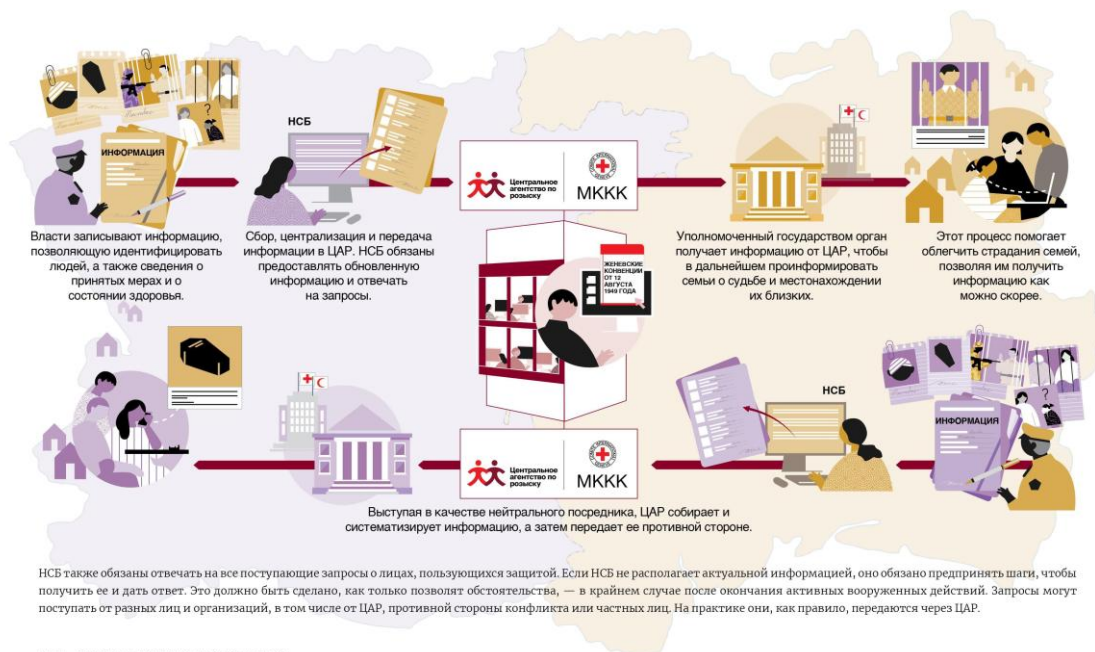 ИНФОРМАЦИЯ
Власти записывают информацию,
позволяющую идентифицировать
людей, а также сведения о
принятых мерах и о
состоянии здоровья.
НСБ
Сбор, централизация и передача
информации в ЦАР. НСБ обязаны
предоставлять обновленную
информацию и отвечать
на запросы.
Центральное
агентство по
розыску
МККК
ЖЕНЕВСКИЕ
КОНВЕНЦИИ
ОТ 12
АВГУСТА
1949 ГОДА
Уполномоченный государством орган
получает информацию от ЦАР, чтобы
в дальнейшем проинформировать
семьи о судьбе и местонахождении
их близких.
Этот процесс помогает
облегчить страдания семей,
позволяя им получить
информацию как
можно скорее.
НСБ
ИНФОРМАЦИЯ
Центральное
агентство по
розыску
МККК
Выступая в качестве нейтрального посредника, ЦАР собирает и
систематизирует информацию, а затем передает ее противной стороне.
НСБ также обязаны отвечать на все поступающие запросы о лицах, пользующихся защитой. Если НСБ не располагает актуальной информацией, оно обязано предпринять шаги, чтобы
получить ее и дать ответ. Это должно быть сделано, как только позволят обстоятельства, — в крайнем случае после окончания активных вооруженных действий. Запросы могут
поступать от разных лиц и организаций, в том числе от ЦАР, противной стороны конфликта или частных лиц. На практике они, как правило, передаются через ЦАР.